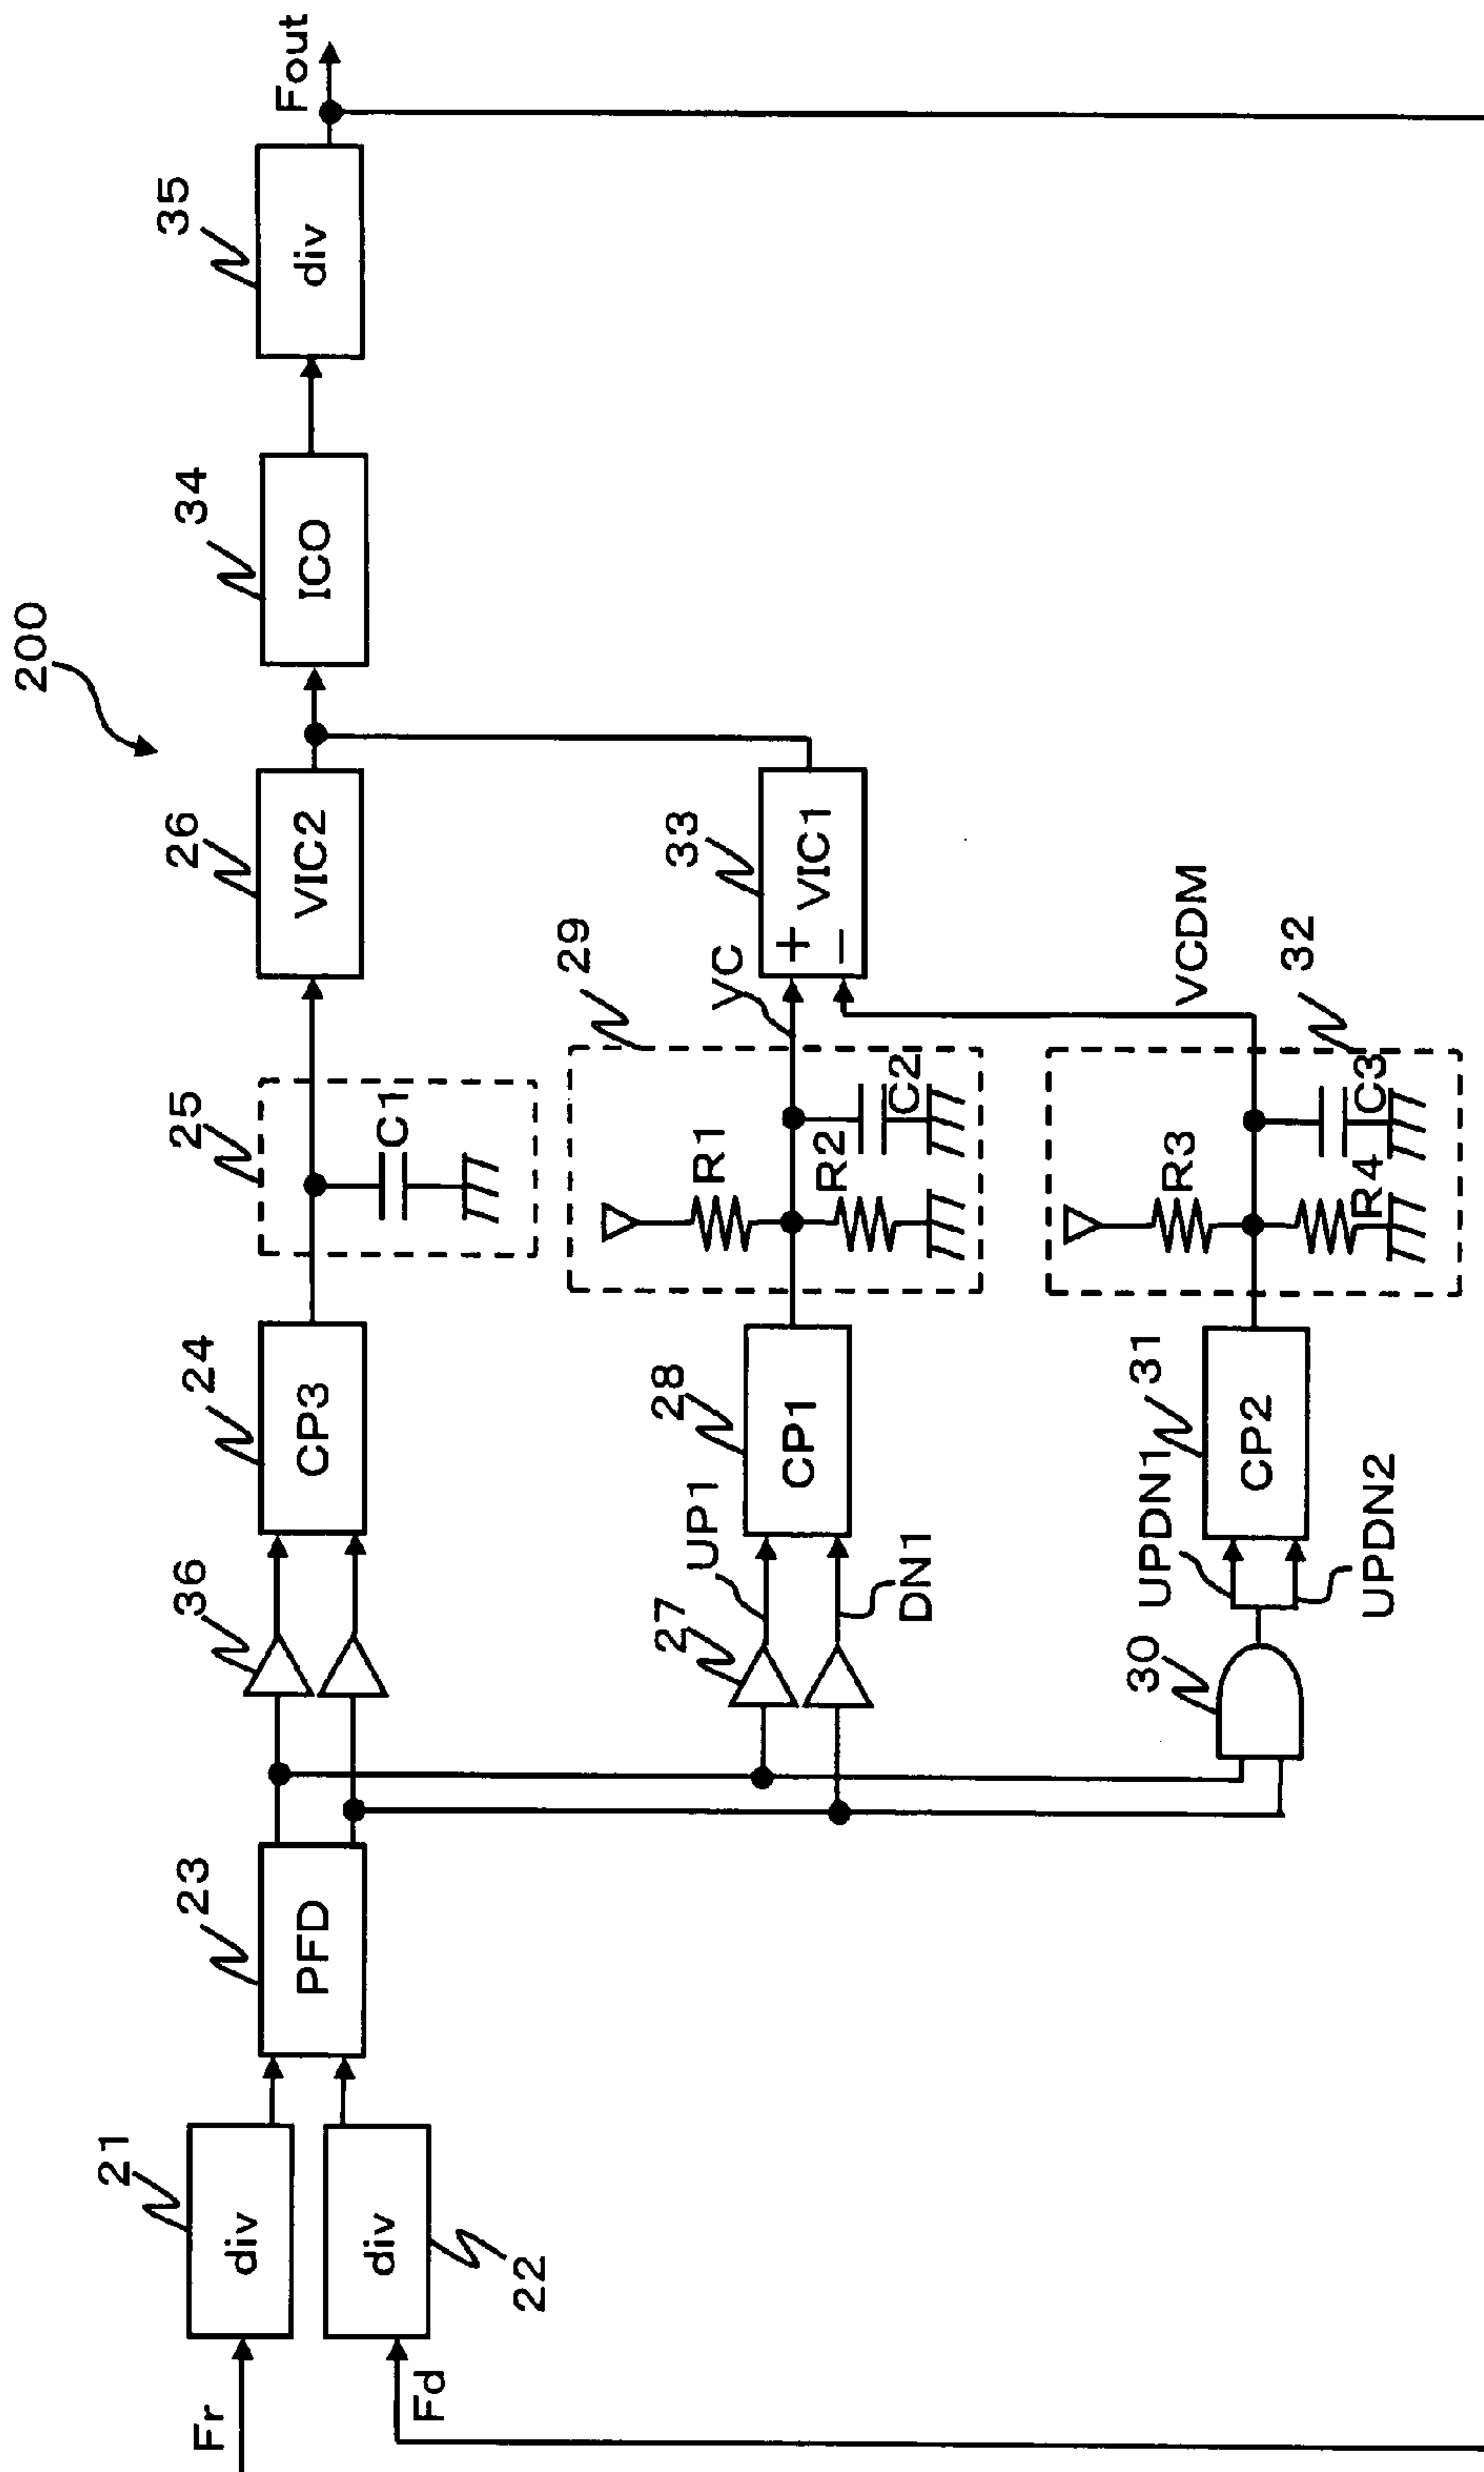 200
Fr
21
div
Fd
22
div
23
PFD
36
24
CP3
25
C1
26
VIC2
34
ICO
35
div
Fout
27
UP1
DN1
28
CP1
29
R1
R2
C2
VC
33
+
−
VIC1
30
UPDN1
UPDN2
31
CP2
R3
R4
C3
32
VCDM